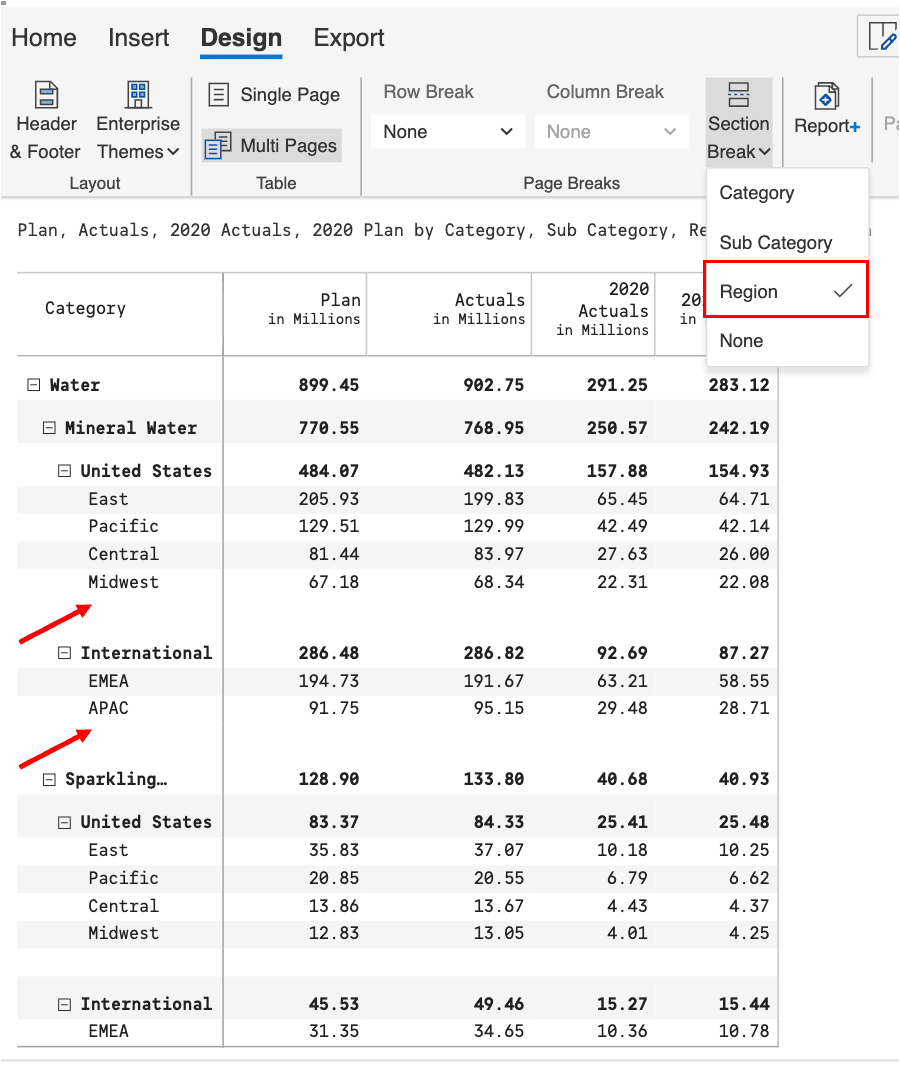 Home Insert Design Export
Header & Footer
Enterprise Themes
Layout
Single Page
Multi Pages
Table
Row Break Column Break
None None
Page Breaks
Section Break
Report+
Category
Sub Category
Region
None
Plan, Actuals, 2020 Actuals, 2020 Plan by Category, Sub Category,
Category Plan in Millions Actuals in Millions 2020 Actuals in Millions in
Water 899.45 902.75 291.25 283.12
Mineral Water 770.55 768.95 250.57 242.19
United States 484.07 482.13 157.88 154.93
East 205.93 199.83 65.45 64.71
Pacific 129.51 129.99 42.49 42.14
Central 81.44 83.97 27.63 26.00
Midwest 67.18 68.34 22.31 22.08
International 286.48 286.82 92.69 87.27
EMEA 194.73 191.67 63.21 58.55
APAC 91.75 95.15 29.48 28.71
Sparkling… 128.90 133.80 40.68 40.93
United States 83.37 84.33 25.41 25.48
East 35.83 37.07 10.18 10.25
Pacific 20.85 20.55 6.79 6.62
Central 13.86 13.67 4.43 4.37
Midwest 12.83 13.05 4.01 4.25
International 45.53 49.46 15.27 15.44
EMEA 31.35 34.65 10.36 10.78